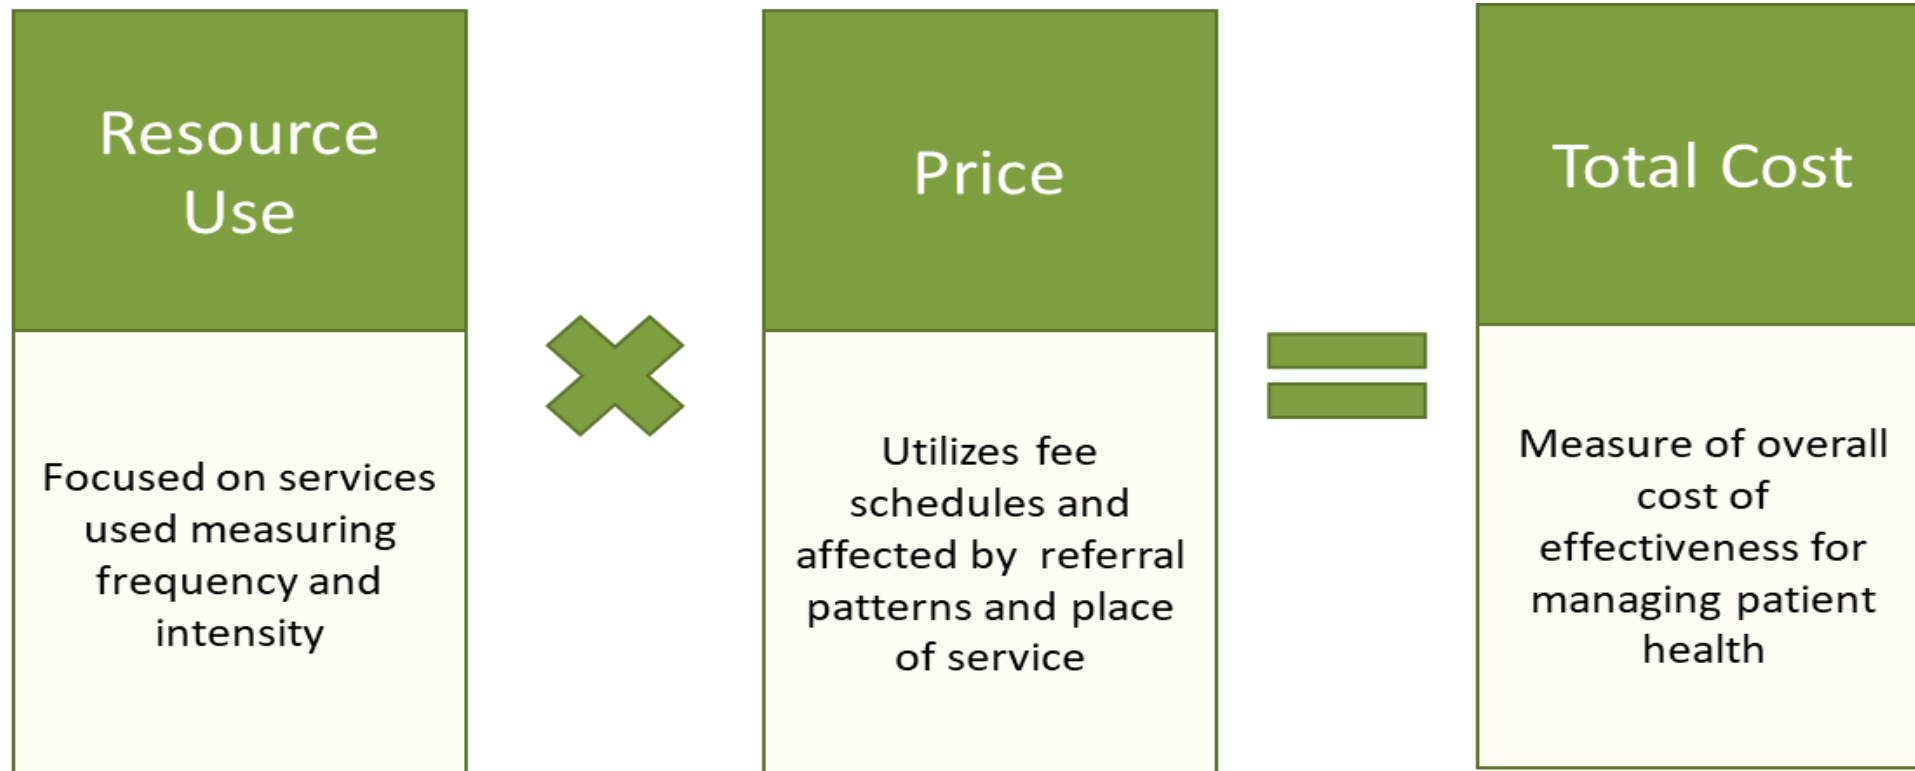 Resource
Use
Focused on services
used measuring
frequency and
intensity
Price
Utilizes fee
schedules and
affected by  referral
patterns and place
of service
Total Cost
Measure of overall
cost of
effectiveness for
managing patient
health